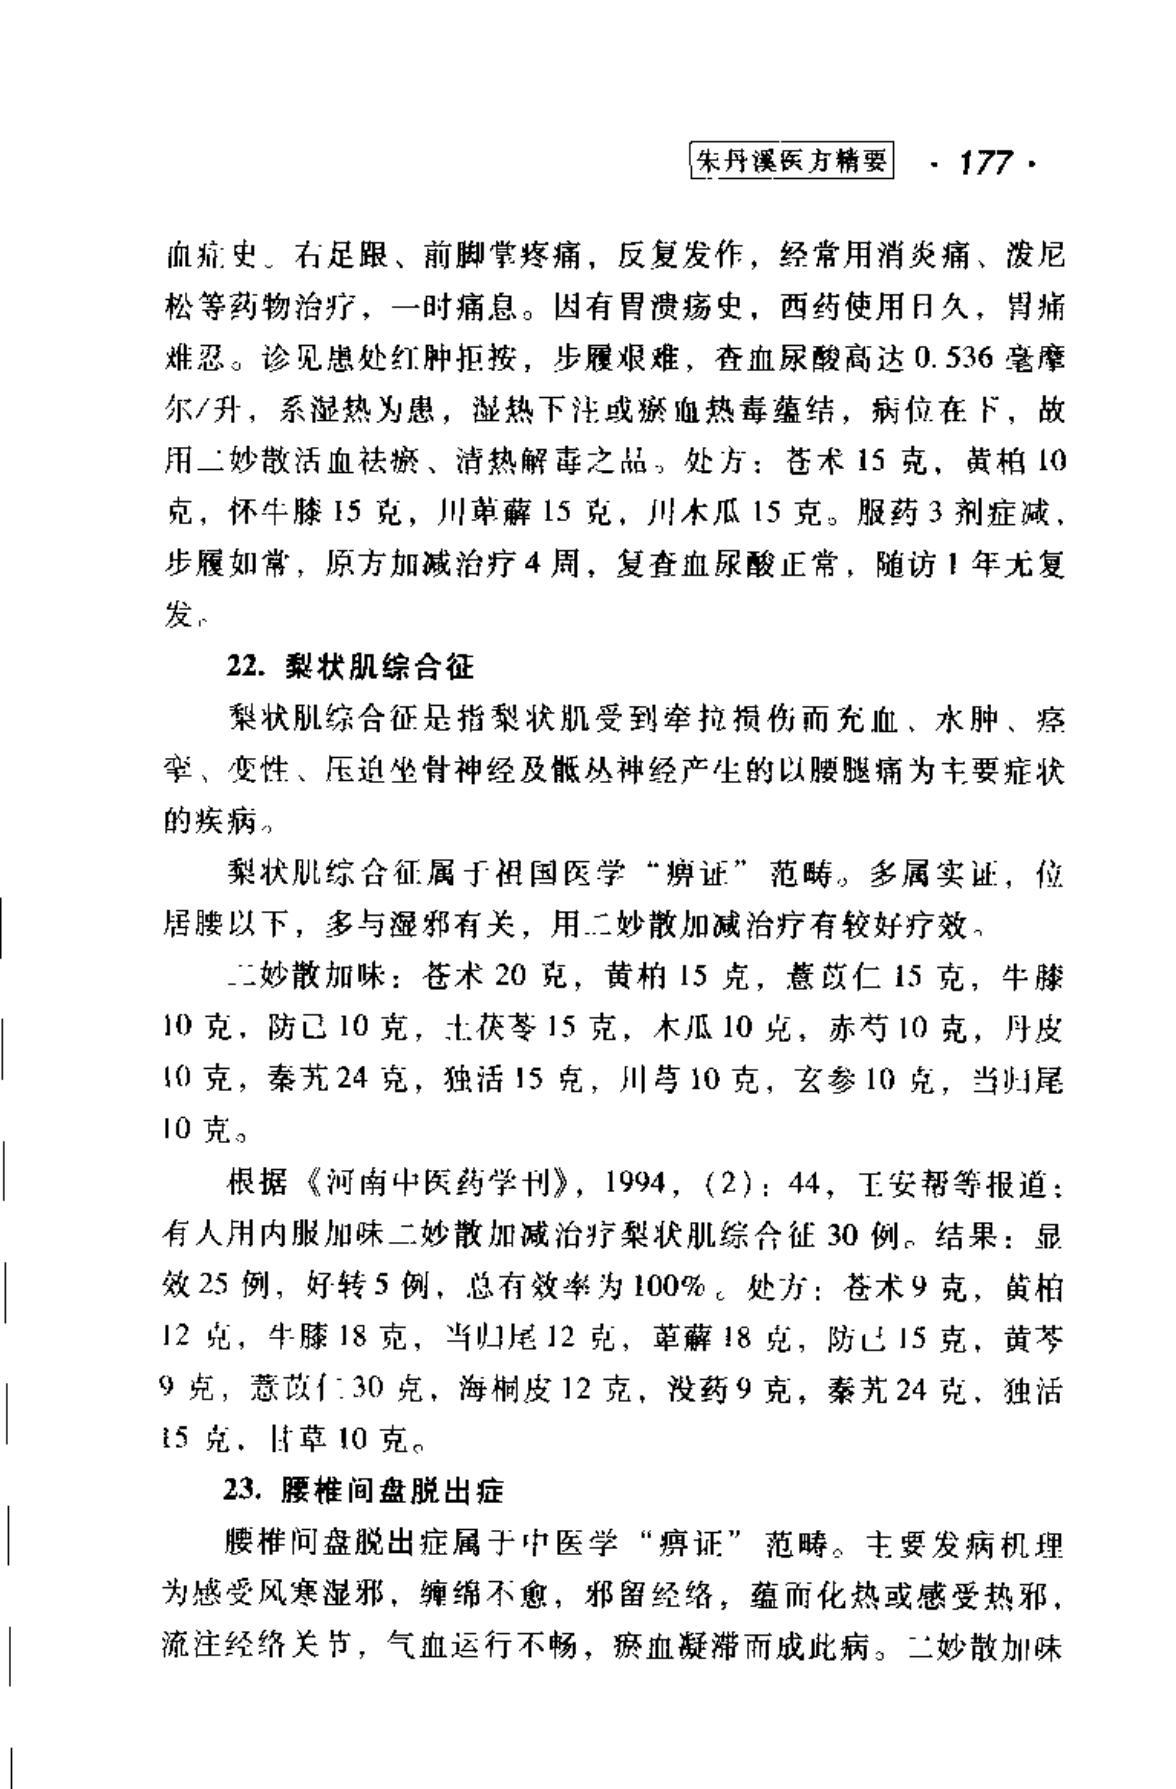 朱丹溪医方精要 · 177 ·
血症史。右足跟、前脚掌疼痛，反复发作，经常用消炎痛、泼尼
松等药物治疗，一时痛息。因有胃溃疡史，西药使用日久，胃痛
难忍。诊见患处红肿拒按，步履艰难，查血尿酸高达 0.536 毫摩
尔/升，系湿热为患，湿热下注或瘀血热毒蕴结，病位在下，故
用二妙散活血祛瘀、清热解毒之品。处方：苍术 15 克，黄柏 10
克，怀牛膝 15 克，川萆薢 15 克，川木瓜 15 克。服药 3 剂症减，
步履如常，原方加减治疗 4 周，复查血尿酸正常，随访 1 年无复
发。
22. 梨状肌综合征
梨状肌综合征是指梨状肌受到牵拉损伤而充血、水肿、痉
挛、变性、压迫坐骨神经及骶丛神经产生的以腰腿痛为主要症状
的疾病。
梨状肌综合征属于祖国医学“痹证”范畴。多属实证，位
居腰以下，多与湿邪有关，用二妙散加减治疗有较好疗效。
二妙散加味：苍术 20 克，黄柏 15 克，薏苡仁 15 克，牛膝
10 克，防己 10 克，土茯苓 15 克，木瓜 10 克，赤芍 10 克，丹皮
10 克，秦艽 24 克，独活 15 克，川芎 10 克，玄参 10 克，当归尾
10 克。
根据《河南中医药学刊》，1994，（2）：44，王安帮等报道：
有人用内服加味二妙散加减治疗梨状肌综合征 30 例。结果：显
效 25 例，好转 5 例，总有效率为 100%。处方：苍术 9 克，黄柏
12 克，牛膝 18 克，当归尾 12 克，萆薢 18 克，防己 15 克，黄芩
9 克，薏苡仁 30 克，海桐皮 12 克，没药 9 克，秦艽 24 克，独活
15 克，甘草 10 克。
23. 腰椎间盘脱出症
腰椎间盘脱出症属于中医学“痹证”范畴。主要发病机理
为感受风寒湿邪，缠绵不愈，邪留经络，蕴而化热或感受热邪，
流注经络关节，气血运行不畅，瘀血凝滞而成此病。二妙散加味